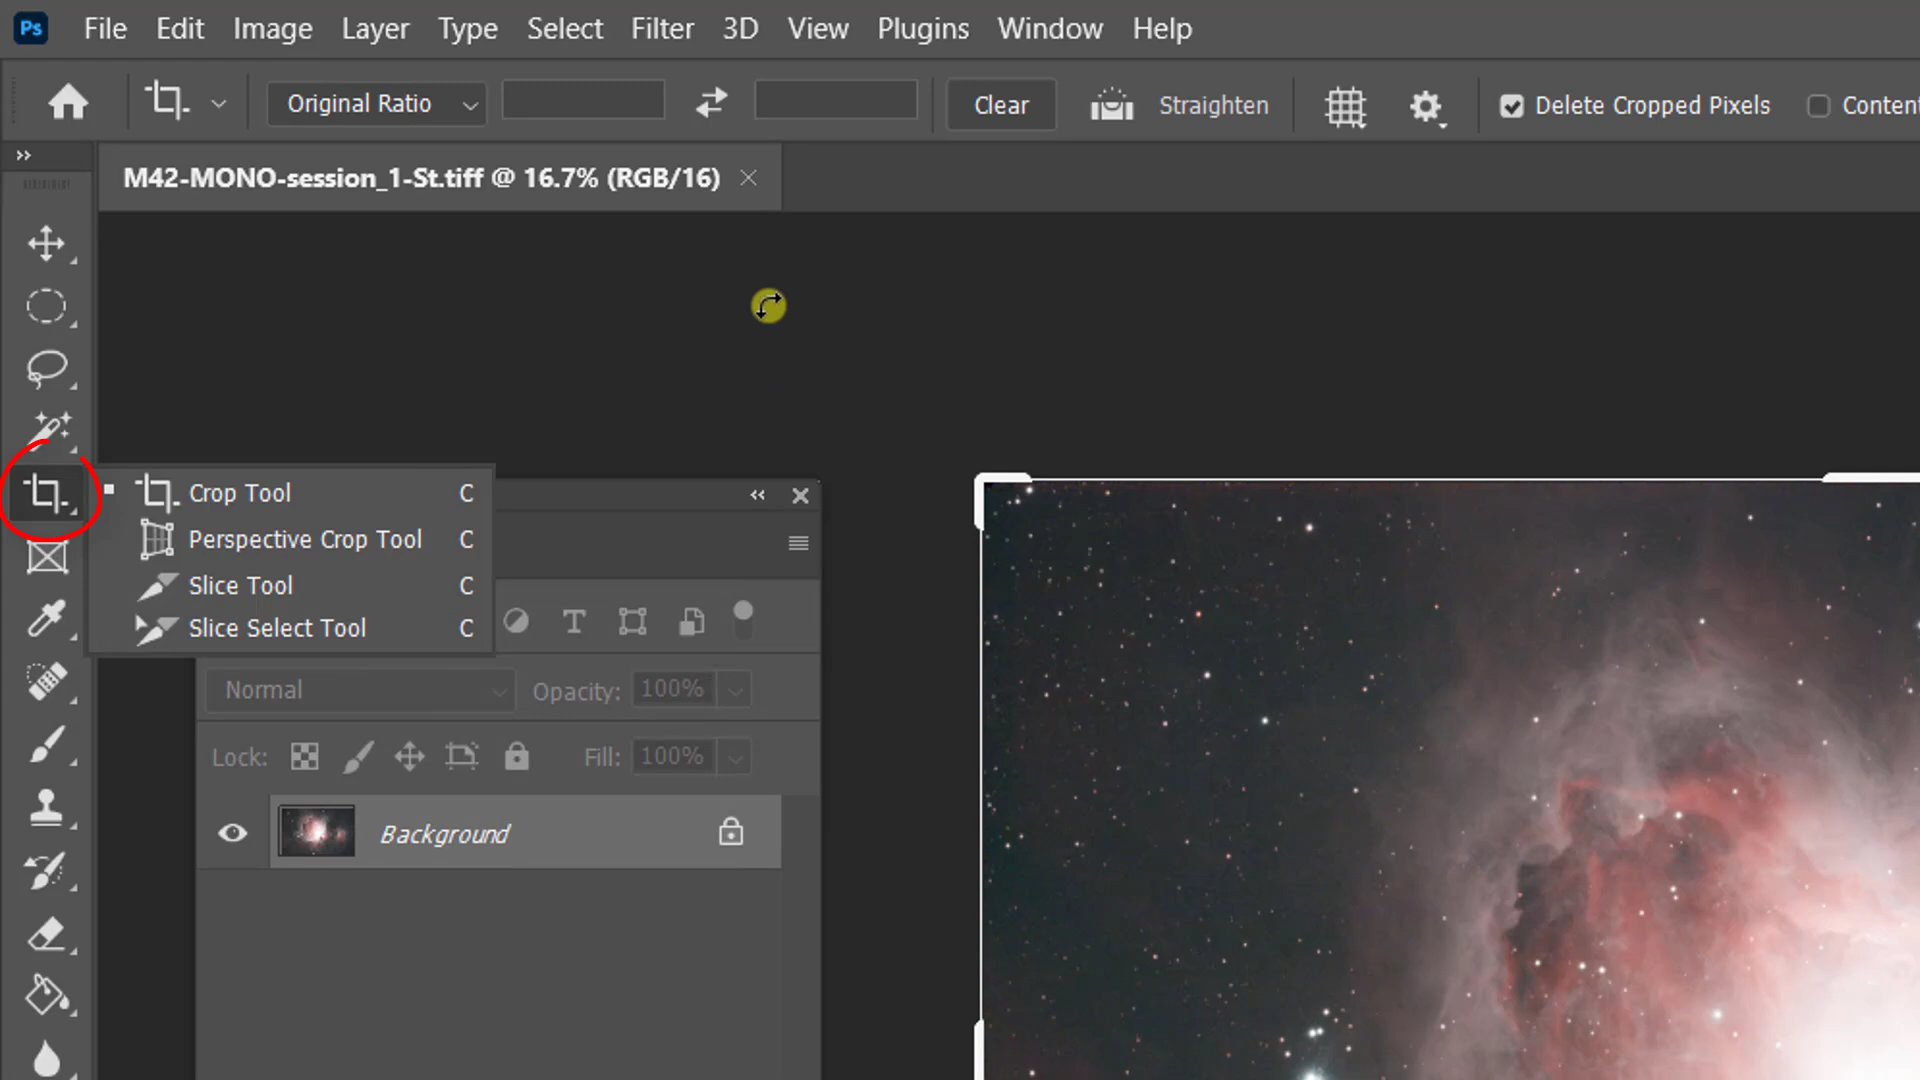 Ps File Edit Image Layer Type Select Filter 3D View Plugins Window Help
Original Ratio Clear Straighten Delete Cropped Pixels Conten
M42-MONO-session_1-St.tiff @ 16.7% (RGB/16)
Crop Tool C
Perspective Crop Tool C
Slice Tool C
Slice Select Tool C
Normal Opacity: 100%
Lock: Fill: 100%
Background